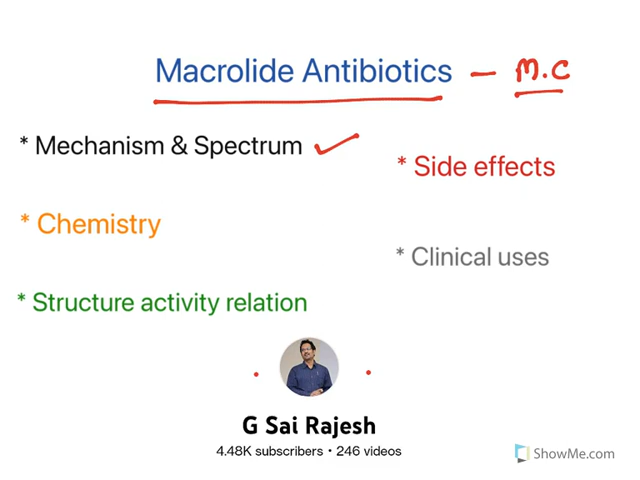 Macrolide Antibiotics — M.C
* Mechanism & Spectrum
* Side effects
* Chemistry
* Clinical uses
* Structure activity relation
G Sai Rajesh
4.48K subscribers • 246 videos
ShowMe.com